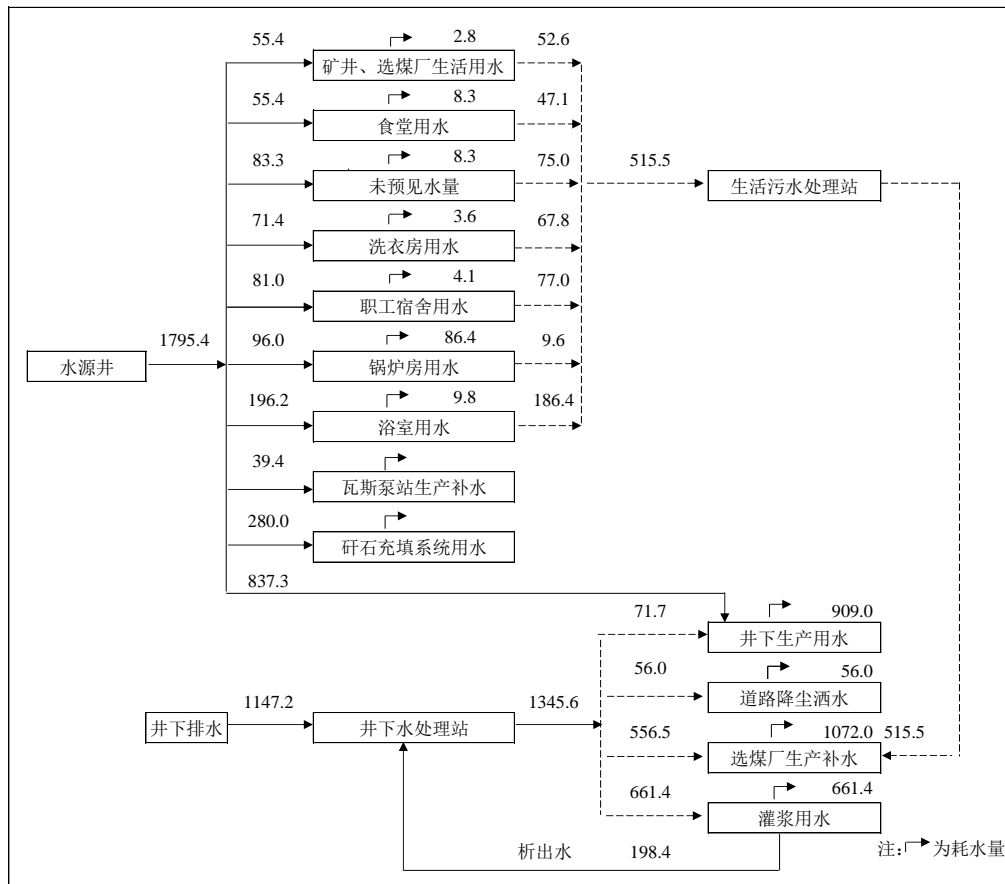 55.4 2.8 52.6
矿井、选煤厂生活用水
55.4 8.3 47.1
食堂用水
83.3 8.3 75.0 515.5
未预见水量 生活污水处理站
71.4 3.6 67.8
洗衣房用水
81.0 4.1 77.0
职工宿舍用水
1795.4 96.0 86.4 9.6
水源井 锅炉房用水
196.2 9.8 186.4
浴室用水
39.4
瓦斯泵站生产补水
280.0
矸石充填系统用水
837.3
71.7 909.0
井下生产用水
56.0 56.0
道路降尘洒水
1147.2 1345.6
井下排水 井下水处理站
556.5 1072.0 515.5
选煤厂生产补水
661.4 661.4
灌浆用水
析出水 198.4
注: 为耗水量